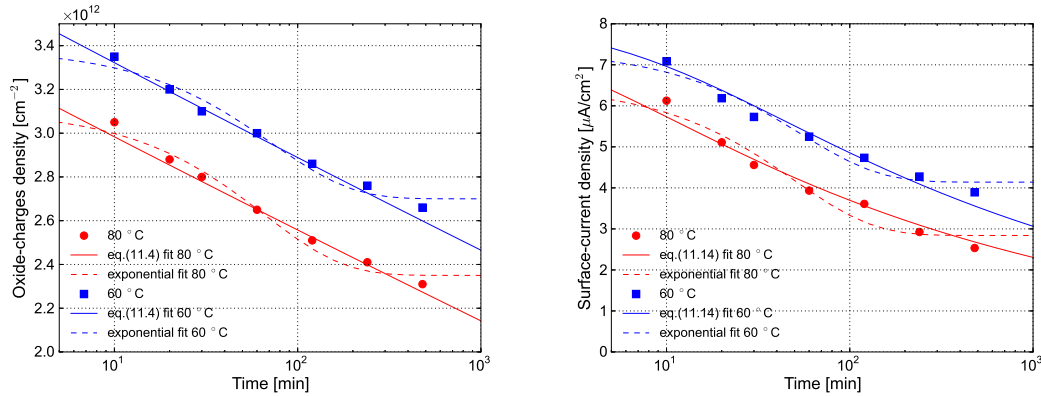 ×10¹²
3.4
3.2
3.0
2.8
2.6
2.4
2.2
2.0
Oxide-charges density [cm⁻²]
80 °C
eq.(11.4) fit 80 °C
exponential fit 80 °C
60 °C
eq.(11.4) fit 60 °C
exponential fit 60 °C
10¹ 10² 10³
Time [min]
8
7
6
5
4
3
2
1
0
Surface-current density [μA/cm²]
80 °C
eq.(11.14) fit 80 °C
exponential fit 80 °C
60 °C
eq.(11.14) fit 60 °C
exponential fit 60 °C
10¹ 10² 10³
Time [min]